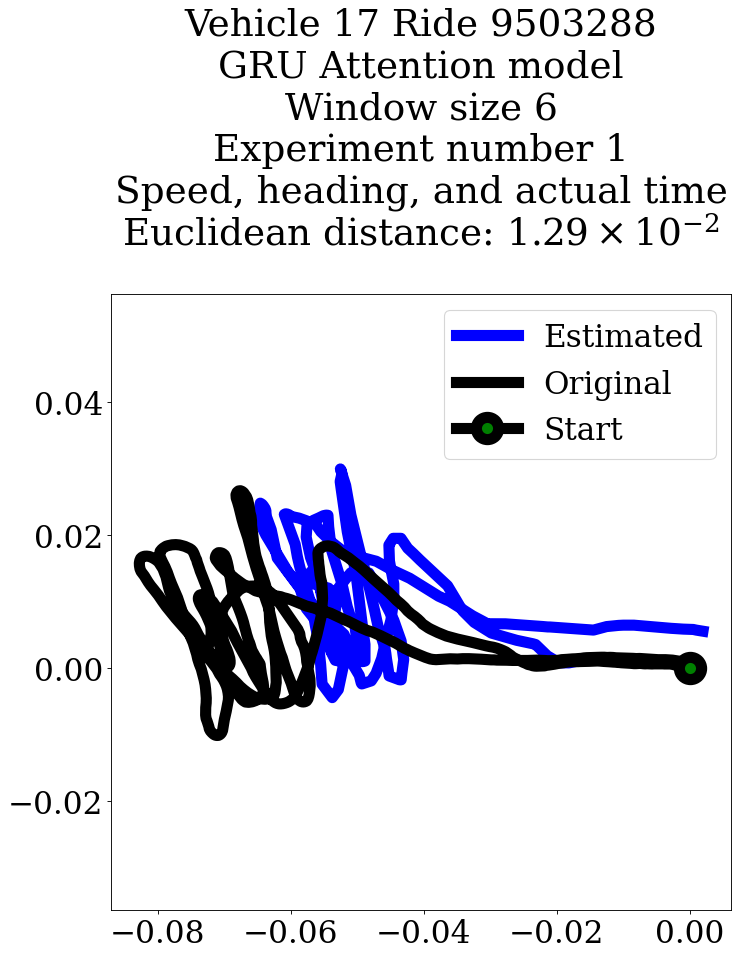 Vehicle 17 Ride 9503288
GRU Attention model
Window size 6
Experiment number 1
Speed, heading, and actual time
Euclidean distance: 1.29 × 10⁻²
Estimated
Original
Start
0.04
0.02
0.00
−0.02
−0.08 −0.06 −0.04 −0.02 0.00